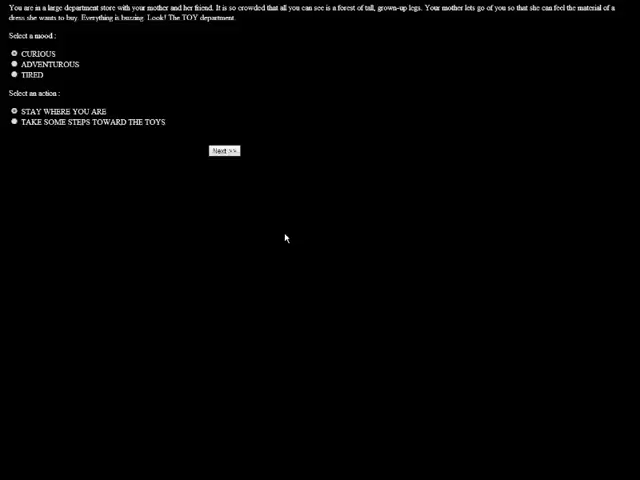 You are in a large department store with your mother and her friend. It is so crowded that all you can see is a forest of tall, grown-up legs. Your mother lets go of you so that she can feel the material of a
dress she wants to buy. Everything is buzzing. Look! The TOY department.
Select a mood :
CURIOUS
ADVENTUROUS
TIRED
Select an action :
STAY WHERE YOU ARE
TAKE SOME STEPS TOWARD THE TOYS
Next >>